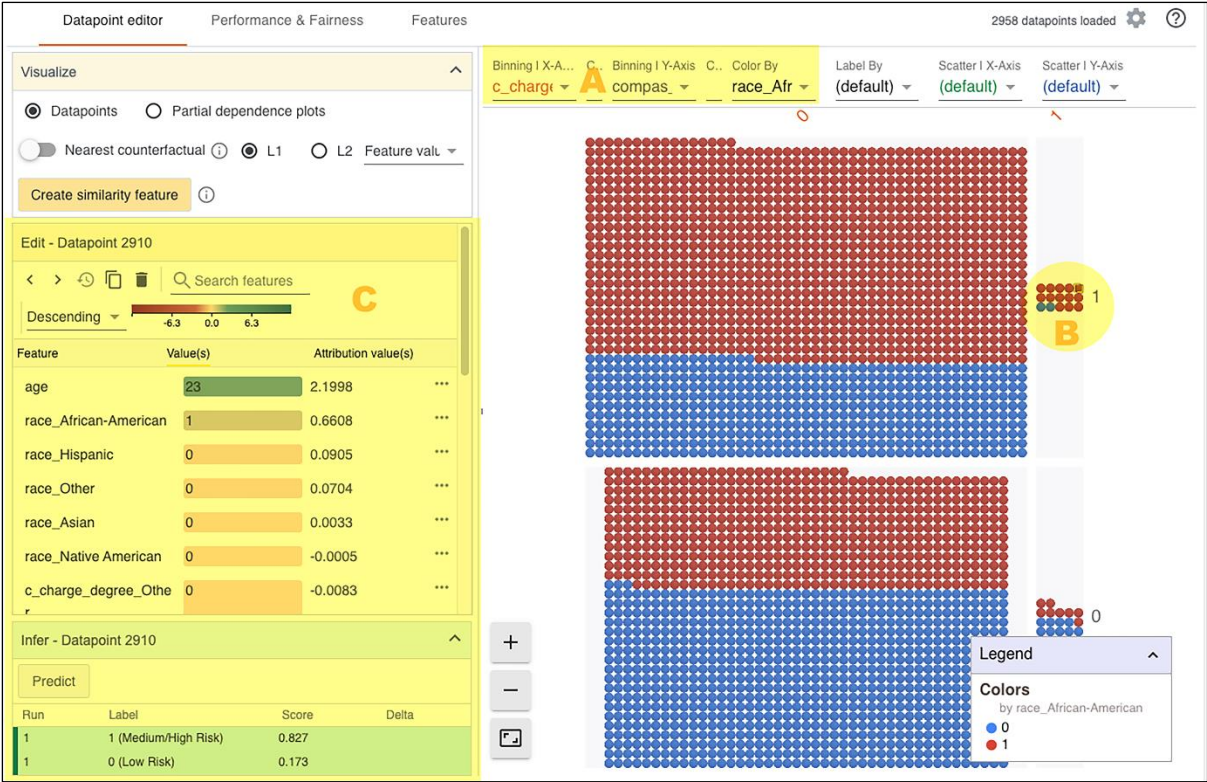 Datapoint editor Performance & Fairness Features 2958 datapoints loaded
Visualize
Datapoints Partial dependence plots
Nearest counterfactual L1 L2 Feature valu
Create similarity feature
Edit - Datapoint 2910
Search features
C
Descending -6.3 0.0 6.3
Feature Value(s) Attribution value(s)
age 23 2.1998 ...
race_African-American 1 0.6608 ...
race_Hispanic 0 0.0905 ...
race_Other 0 0.0704 ...
race_Asian 0 0.0033 ...
race_Native American 0 -0.0005 ...
c_charge_degree_Othe 0 -0.0083 ...
r
Infer - Datapoint 2910
Predict
Run Label Score Delta
1 1 (Medium/High Risk) 0.827
1 0 (Low Risk) 0.173
Binning | X-A... C.. Binning | Y-Axis C.. Color By Label By Scatter | X-Axis Scatter | Y-Axis
c_charge A compas_ race_Afr (default) (default) (default)
0 1
1
B
0
+
−
Legend
Colors
by race_African-American
0
1